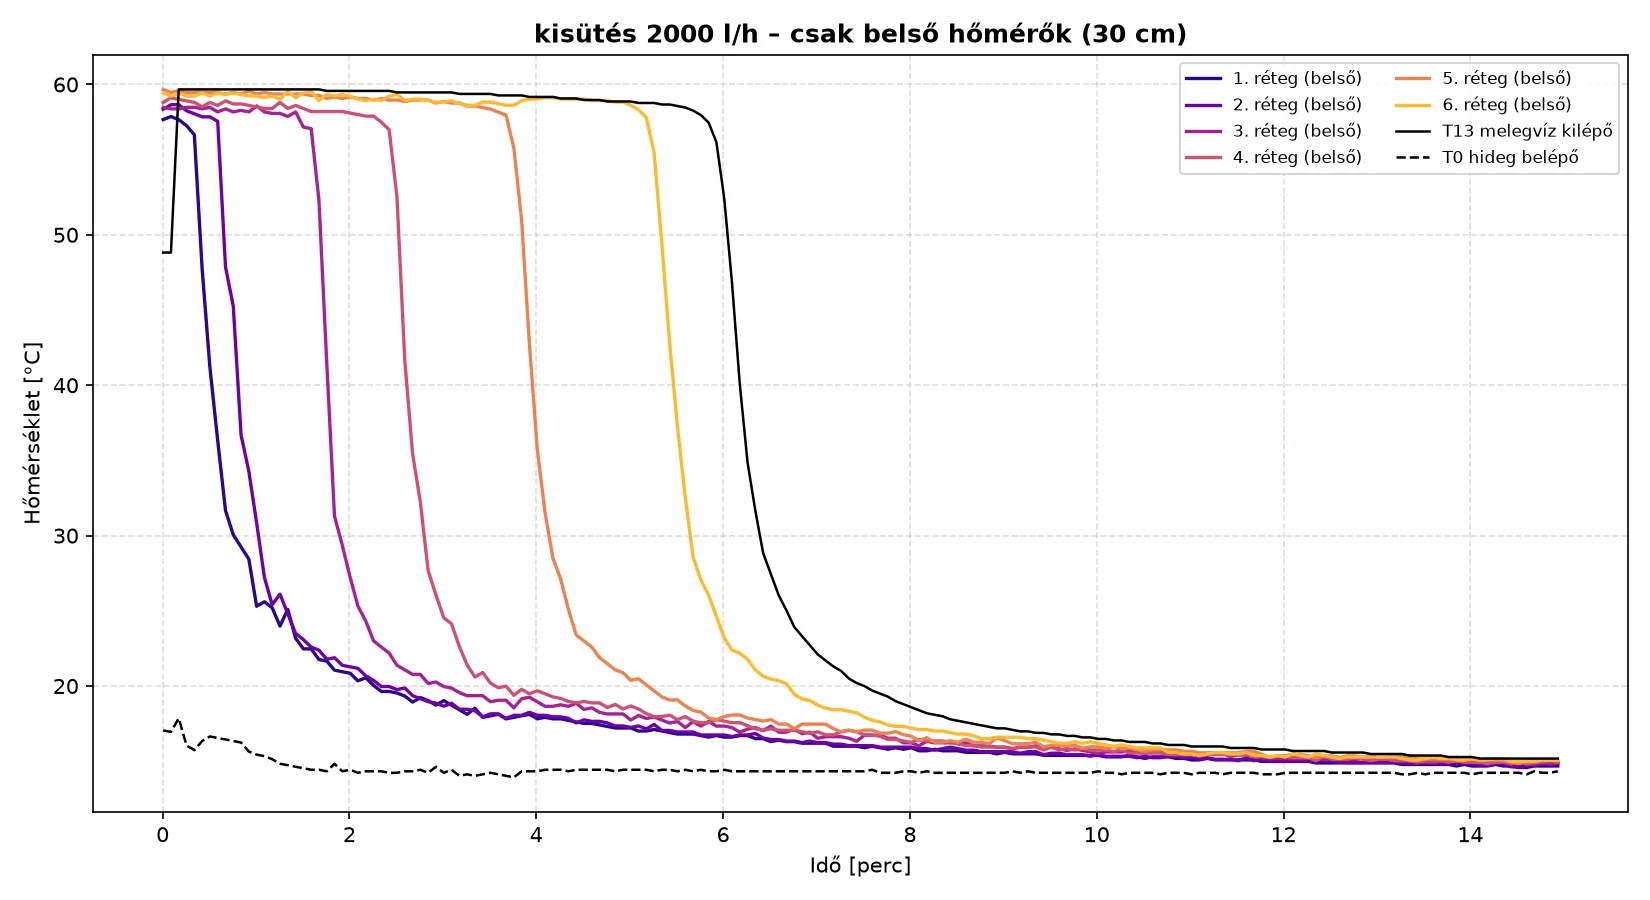 kisütés 2000 l/h – csak belső hőmérők (30 cm)
1. réteg (belső)
2. réteg (belső)
3. réteg (belső)
4. réteg (belső)
5. réteg (belső)
6. réteg (belső)
T13 melegvíz kilépő
T0 hideg belépő
Hőmérséklet [°C]
60
50
40
30
20
0 2 4 6 8 10 12 14
Idő [perc]